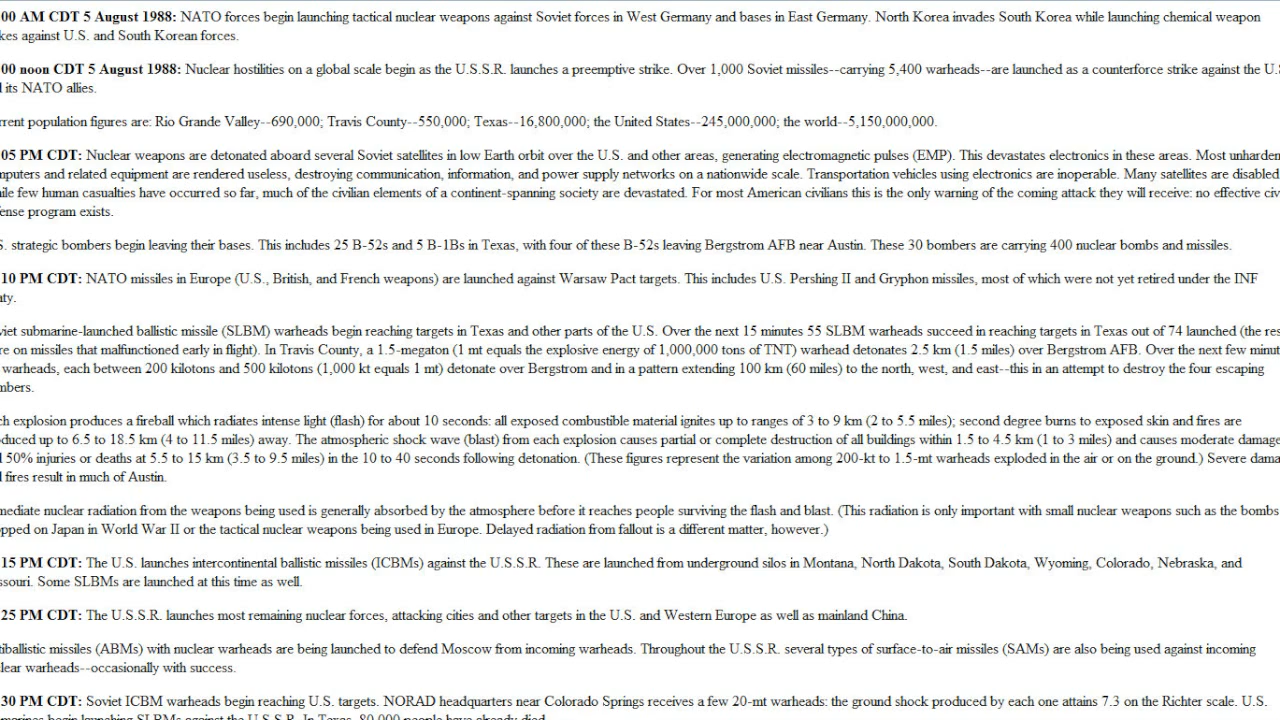 00 AM CDT 5 August 1988: NATO forces begin launching tactical nuclear weapons against Soviet forces in West Germany and bases in East Germany. North Korea invades South Korea while launching chemical weapon
kes against U.S. and South Korean forces.
00 noon CDT 5 August 1988: Nuclear hostilities on a global scale begin as the U.S.S.R. launches a preemptive strike. Over 1,000 Soviet missiles--carrying 5,400 warheads--are launched as a counterforce strike against the U.S
l its NATO allies.
rrent population figures are: Rio Grande Valley--690,000; Travis County--550,000; Texas--16,800,000; the United States--245,000,000; the world--5,150,000,000.
05 PM CDT: Nuclear weapons are detonated aboard several Soviet satellites in low Earth orbit over the U.S. and other areas, generating electromagnetic pulses (EMP). This devastates electronics in these areas. Most unharden
mputers and related equipment are rendered useless, destroying communication, information, and power supply networks on a nationwide scale. Transportation vehicles using electronics are inoperable. Many satellites are disabled
ile few human casualties have occurred so far, much of the civilian elements of a continent-spanning society are devastated. For most American civilians this is the only warning of the coming attack they will receive: no effective civ
ense program exists.
S. strategic bombers begin leaving their bases. This includes 25 B-52s and 5 B-1Bs in Texas, with four of these B-52s leaving Bergstrom AFB near Austin. These 30 bombers are carrying 400 nuclear bombs and missiles.
10 PM CDT: NATO missiles in Europe (U.S., British, and French weapons) are launched against Warsaw Pact targets. This includes U.S. Pershing II and Gryphon missiles, most of which were not yet retired under the INF
aty.
viet submarine-launched ballistic missile (SLBM) warheads begin reaching targets in Texas and other parts of the U.S. Over the next 15 minutes 55 SLBM warheads succeed in reaching targets in Texas out of 74 launched (the res
re on missiles that malfunctioned early in flight). In Travis County, a 1.5-megaton (1 mt equals the explosive energy of 1,000,000 tons of TNT) warhead detonates 2.5 km (1.5 miles) over Bergstrom AFB. Over the next few minut
warheads, each between 200 kilotons and 500 kilotons (1,000 kt equals 1 mt) detonate over Bergstrom and in a pattern extending 100 km (60 miles) to the north, west, and east--this in an attempt to destroy the four escaping
mbers.
ch explosion produces a fireball which radiates intense light (flash) for about 10 seconds: all exposed combustible material ignites up to ranges of 3 to 9 km (2 to 5.5 miles); second degree burns to exposed skin and fires are
duced up to 6.5 to 18.5 km (4 to 11.5 miles) away. The atmospheric shock wave (blast) from each explosion causes partial or complete destruction of all buildings within 1.5 to 4.5 km (1 to 3 miles) and causes moderate damage
l 50% injuries or deaths at 5.5 to 15 km (3.5 to 9.5 miles) in the 10 to 40 seconds following detonation. (These figures represent the variation among 200-kt to 1.5-mt warheads exploded in the air or on the ground.) Severe dama
l fires result in much of Austin.
mediate nuclear radiation from the weapons being used is generally absorbed by the atmosphere before it reaches people surviving the flash and blast. (This radiation is only important with small nuclear weapons such as the bombs
opped on Japan in World War II or the tactical nuclear weapons being used in Europe. Delayed radiation from fallout is a different matter, however.)
15 PM CDT: The U.S. launches intercontinental ballistic missiles (ICBMs) against the U.S.S.R. These are launched from underground silos in Montana, North Dakota, South Dakota, Wyoming, Colorado, Nebraska, and
ssouri. Some SLBMs are launched at this time as well.
25 PM CDT: The U.S.S.R. launches most remaining nuclear forces, attacking cities and other targets in the U.S. and Western Europe as well as mainland China.
tiballistic missiles (ABMs) with nuclear warheads are being launched to defend Moscow from incoming warheads. Throughout the U.S.S.R. several types of surface-to-air missiles (SAMs) are also being used against incoming
lear warheads--occasionally with success.
30 PM CDT: Soviet ICBM warheads begin reaching U.S. targets. NORAD headquarters near Colorado Springs receives a few 20-mt warheads: the ground shock produced by each one attains 7.3 on the Richter scale. U.S.
marines begin launching SLBMs against the U.S.S.R. In Texas, 80,000 people have already died.